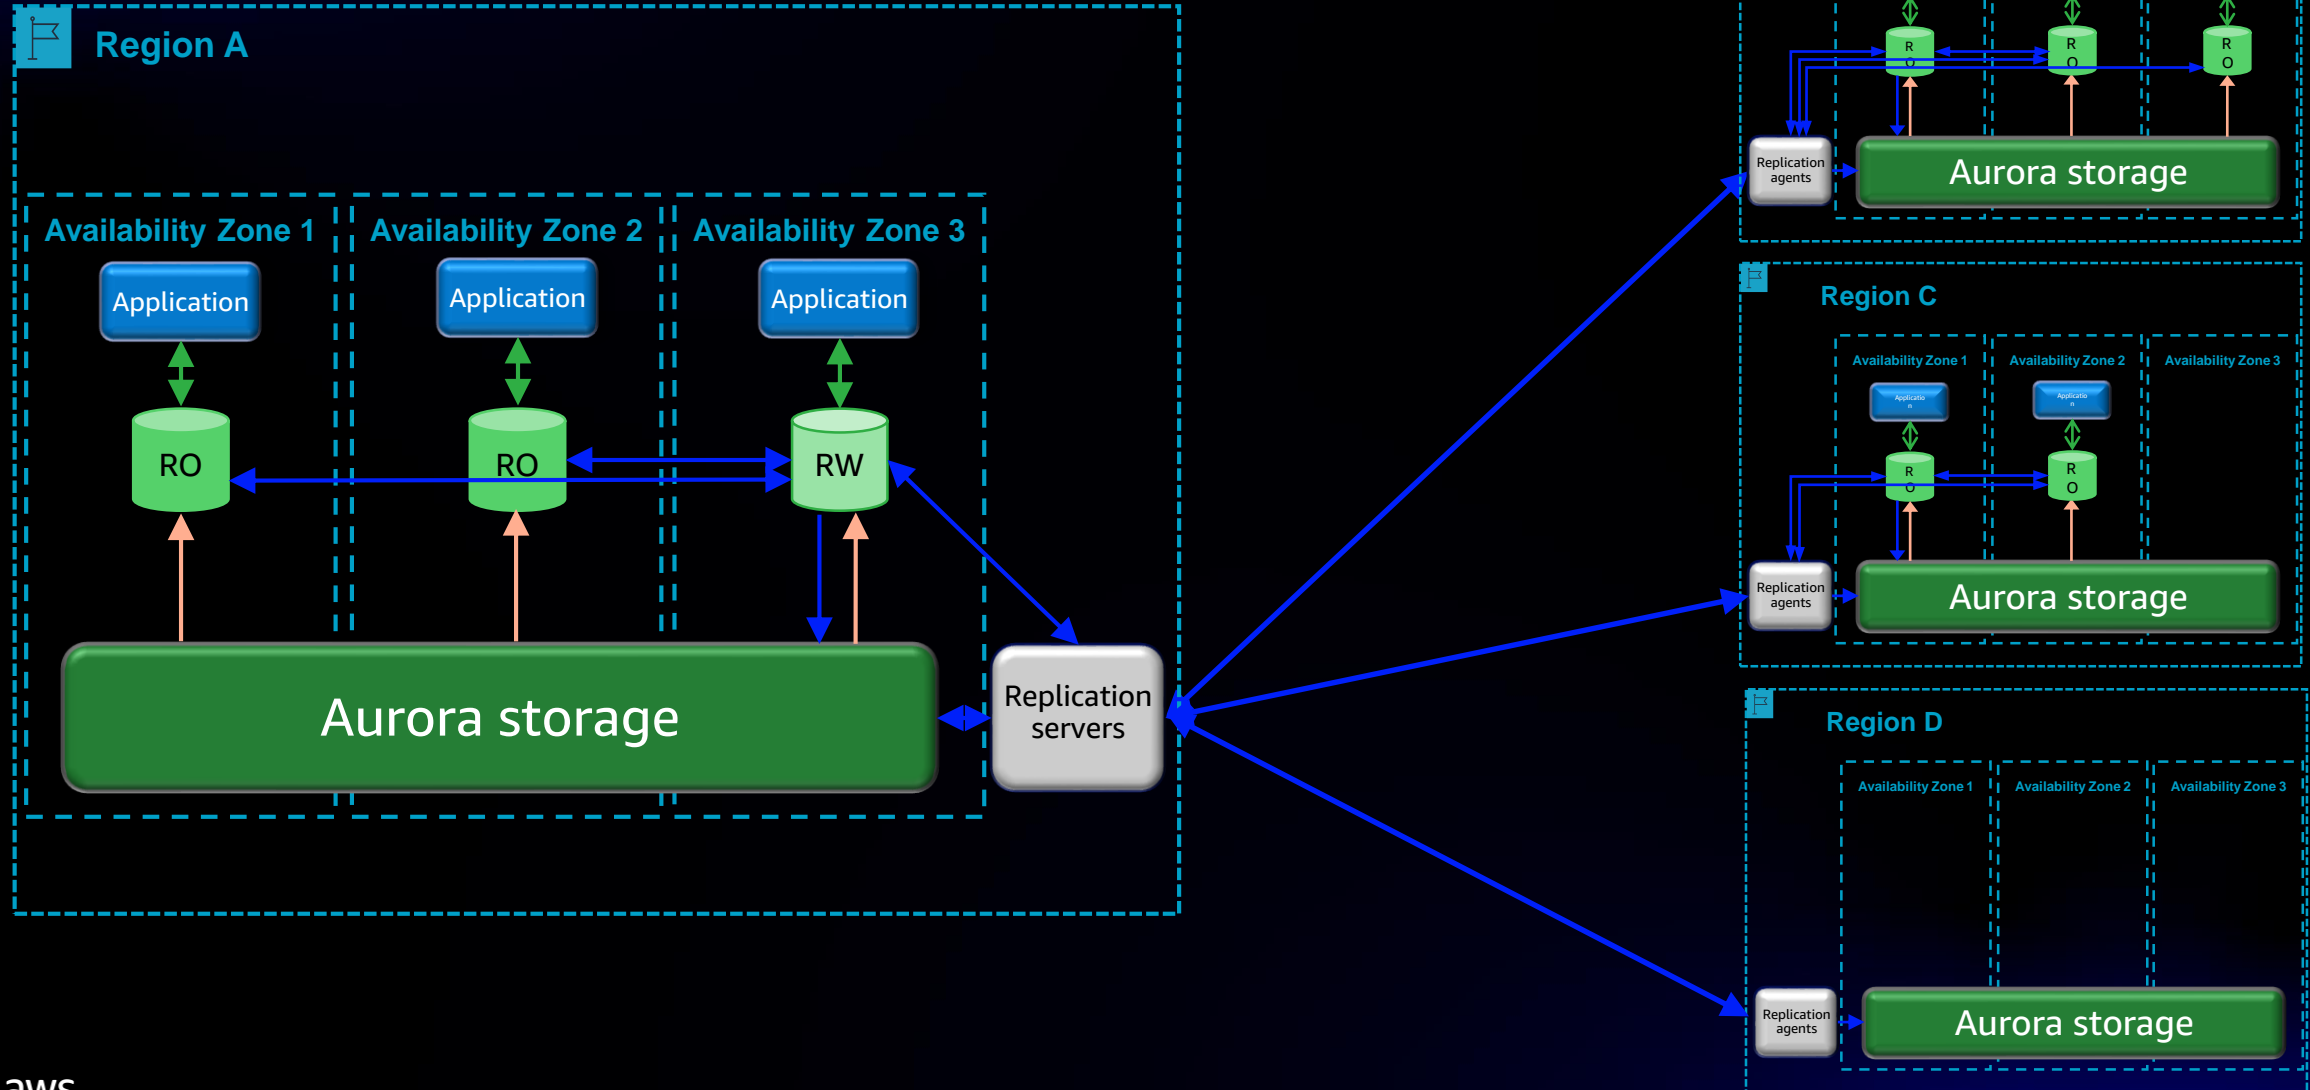 Region A
Availability Zone 1
Availability Zone 2
Availability Zone 3
Application
Application
Application
RO
RO
RW
Aurora storage
Replication
servers
R
O
R
O
R
O
Replication
agents
Aurora storage
Region C
Availability Zone 1
Availability Zone 2
Availability Zone 3
Applicatio
n
Applicatio
n
R
O
R
O
Replication
agents
Aurora storage
Region D
Availability Zone 1
Availability Zone 2
Availability Zone 3
Replication
agents
Aurora storage
aws